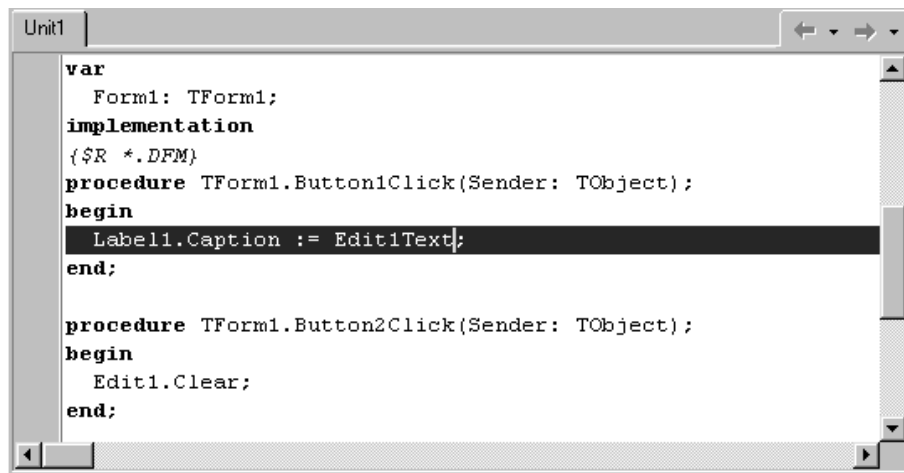 Unit1
var
Form1: TForm1;
implementation
{$R *.DFM}
procedure TForm1.Button1Click(Sender: TObject);
begin
Label1.Caption := Edit1Text;
end;
procedure TForm1.Button2Click(Sender: TObject);
begin
Edit1.Clear;
end;